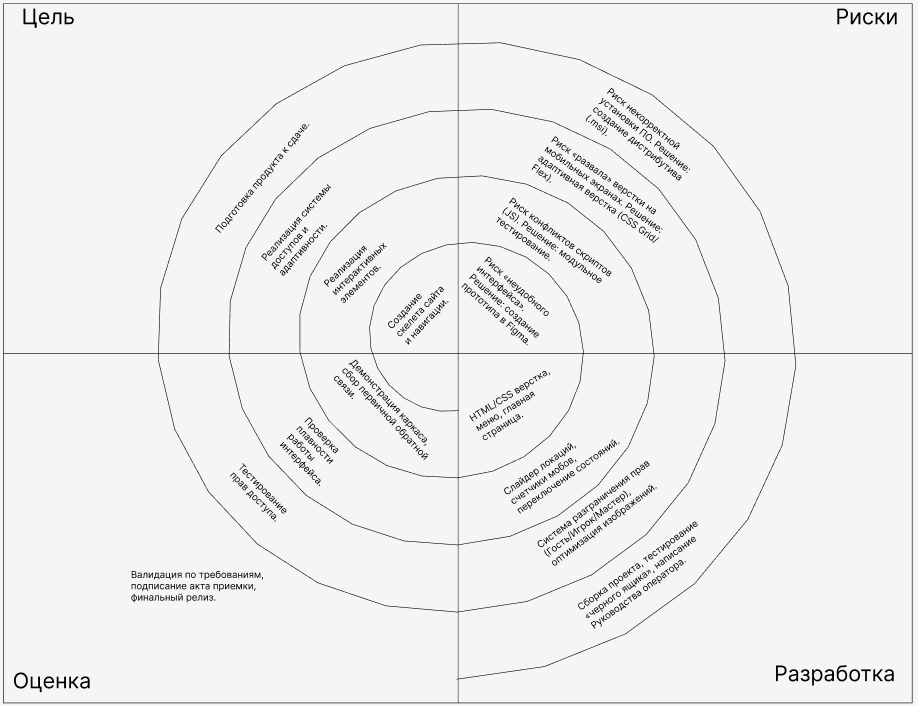 Цель
Риски
Подготовка продукта к сдаче.
Реализация системы
доступов и
адаптивности.
Реализация
интерактивных
элементов.
Создание
скелета сайта
и навигации.
Риск некорректной
установки ПО. Решение:
создание дистрибутива
(.msi).
Риск «развала» верстки на
мобильных экранах. Решение:
адаптивная верстка (CSS Grid/
Flex).
Риск конфликтов скриптов
(JS). Решение: модульное
тестирование.
Риск «неудобного
интерфейса».
Решение: создание
прототипа в Figma.
Демонстрация каркаса,
сбор первичной обратной
связи.
Проверка
плавности
работы
интерфейса.
Тестирование
прав доступа.
Валидация по требованиям,
подписание акта приемки,
финальный релиз.
HTML/CSS верстка,
меню, главная
страница.
Слайдер локаций,
счетчики мобов,
переключение состояний.
Система разграничения прав
(Гость/Игрок/Мастер),
оптимизация изображений.
Сборка проекта, тестирование
«черного ящика», написание
Руководства оператора.
Оценка
Разработка